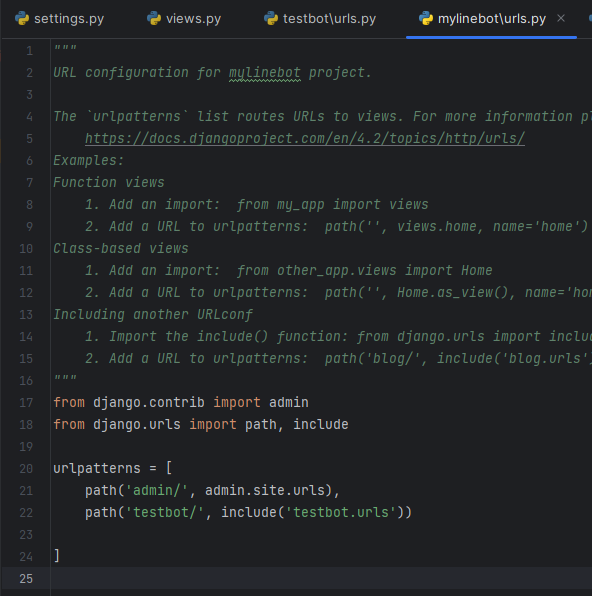 settings.py views.py testbot\urls.py mylinebot\urls.py
1 """
2 URL configuration for mylinebot project.
3
4 The `urlpatterns` list routes URLs to views. For more information pl
5 https://docs.djangoproject.com/en/4.2/topics/http/urls/
6 Examples:
7 Function views
8 1. Add an import:  from my_app import views
9 2. Add a URL to urlpatterns:  path('', views.home, name='home')
10 Class-based views
11 1. Add an import:  from other_app.views import Home
12 2. Add a URL to urlpatterns:  path('', Home.as_view(), name='hom
13 Including another URLconf
14 1. Import the include() function: from django.urls import includ
15 2. Add a URL to urlpatterns:  path('blog/', include('blog.urls')
16 """
17 from django.contrib import admin
18 from django.urls import path, include
19
20 urlpatterns = [
21 path('admin/', admin.site.urls),
22 path('testbot/', include('testbot.urls'))
23
24 ]
25